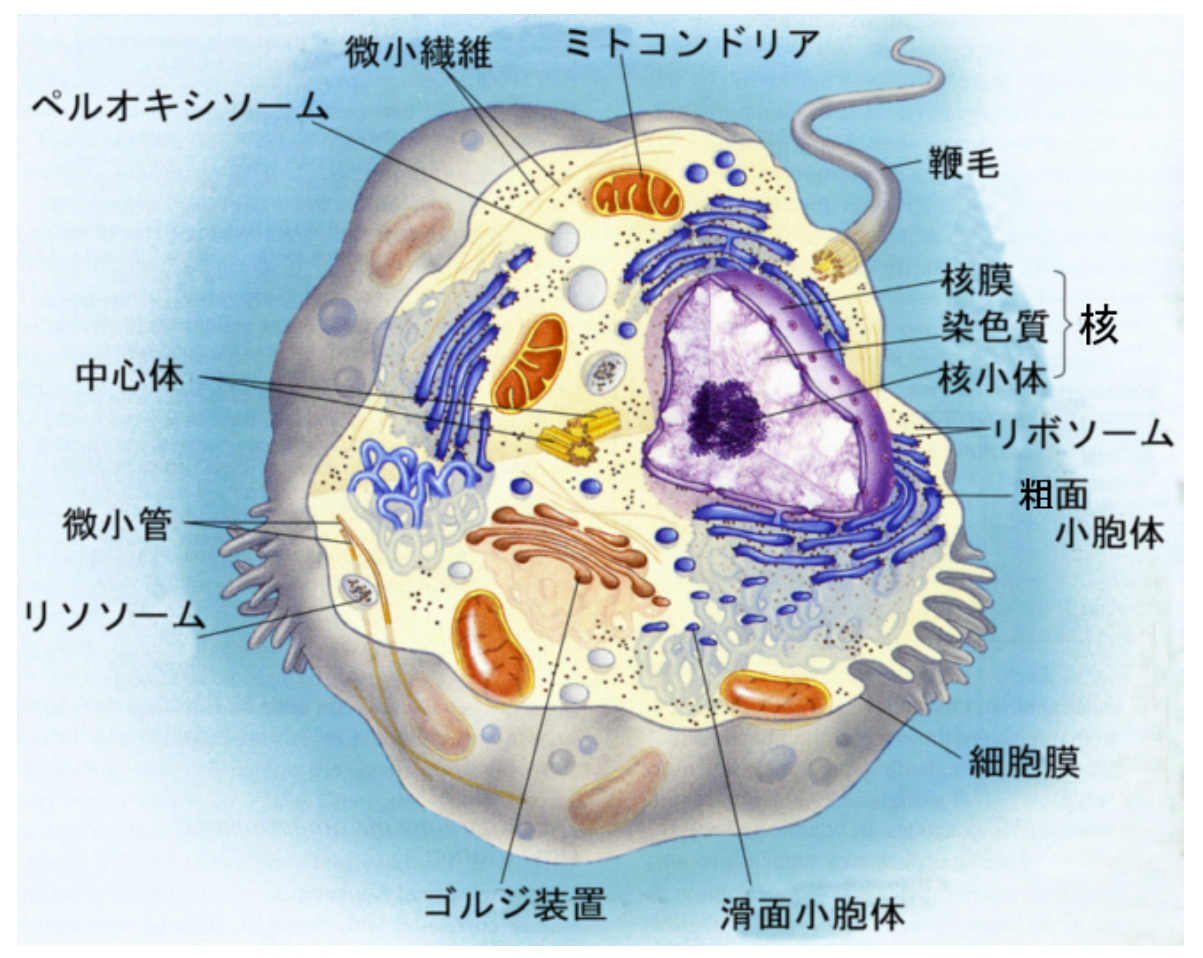 微小繊維
ミトコンドリア
ペルオキシソーム
鞭毛
核膜
染色質
核
核小体
中心体
リボソーム
粗面
小胞体
微小管
リソソーム
細胞膜
ゴルジ装置
滑面小胞体